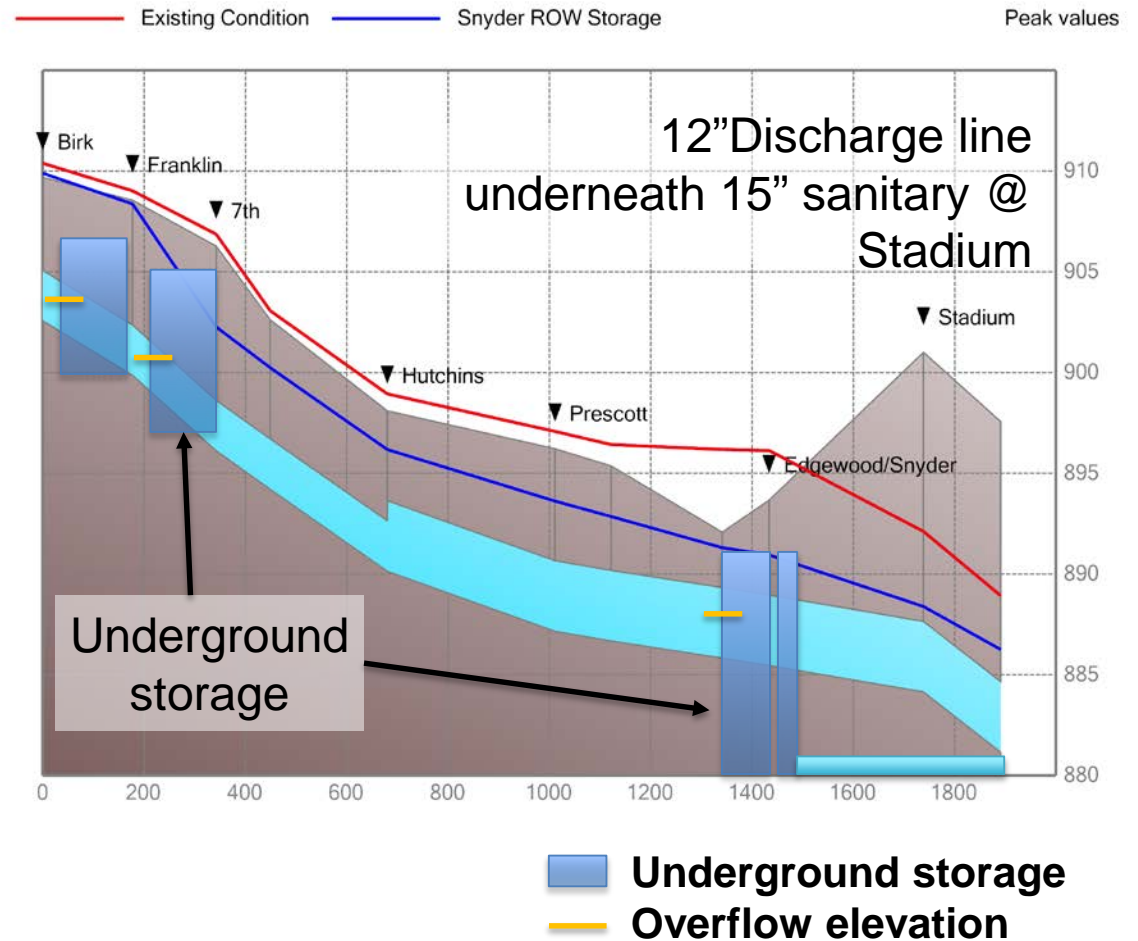 Existing Condition Snyder ROW Storage Peak values
Birk
Franklin
7th
12”Discharge line
underneath 15” sanitary @
Stadium
910
905
Stadium
900
Hutchins
Prescott
895
Edgewood/Snyder
890
Underground
storage
885
880
0 200 400 600 800 1000 1200 1400 1600 1800
Underground storage
Overflow elevation